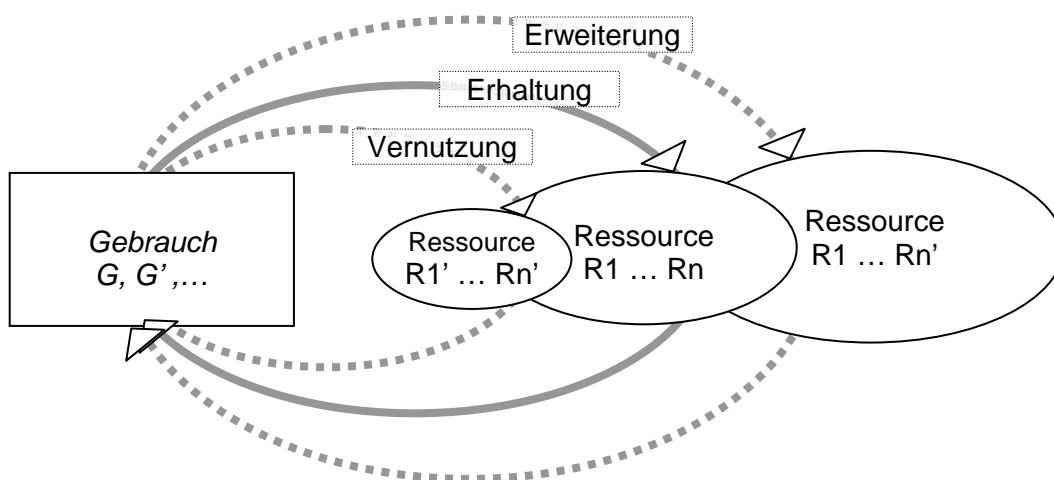 Erweiterung
Erhaltung
Vernutzung
Gebrauch
G, G’ ,…
Ressource
R1’ … Rn’
Ressource
R1 … Rn
Ressource
R1 … Rn’